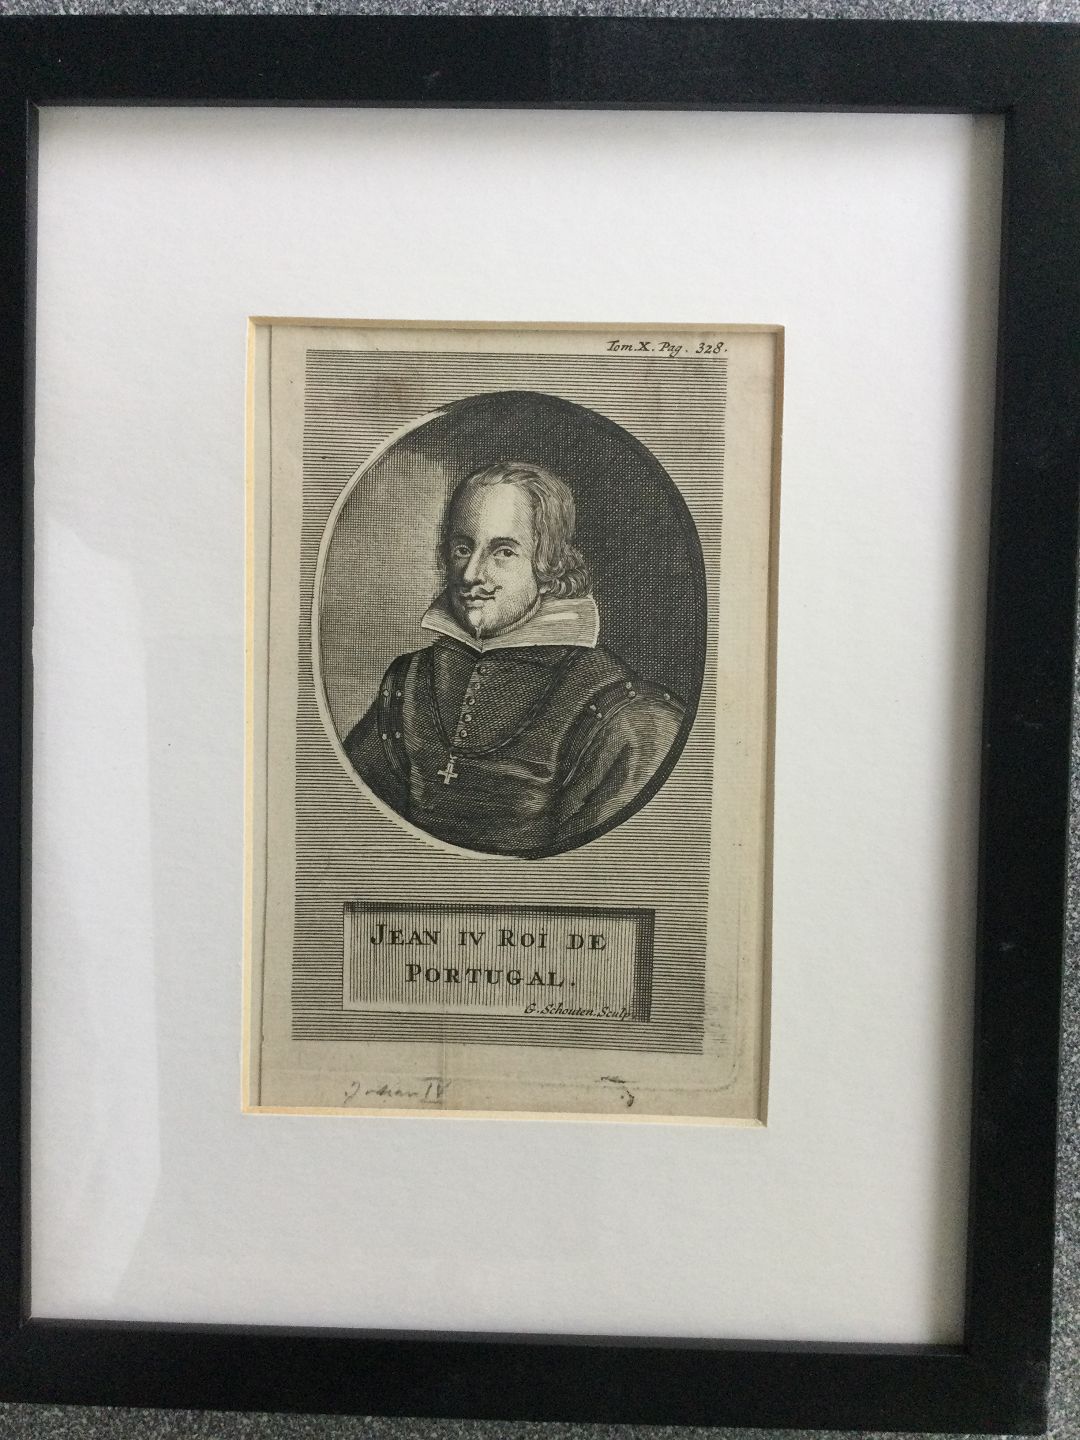 Tom. X. Pag. 328.
JEAN IV ROI DE
PORTUGAL.
G. Schouten. Sculp.